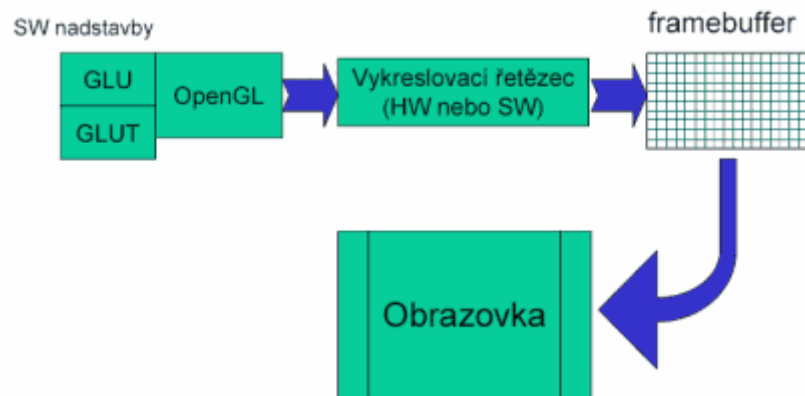 SW nadstavby
framebuffer
GLU
OpenGL
GLUT
Vykreslovací řetězec
(HW nebo SW)
Obrazovka